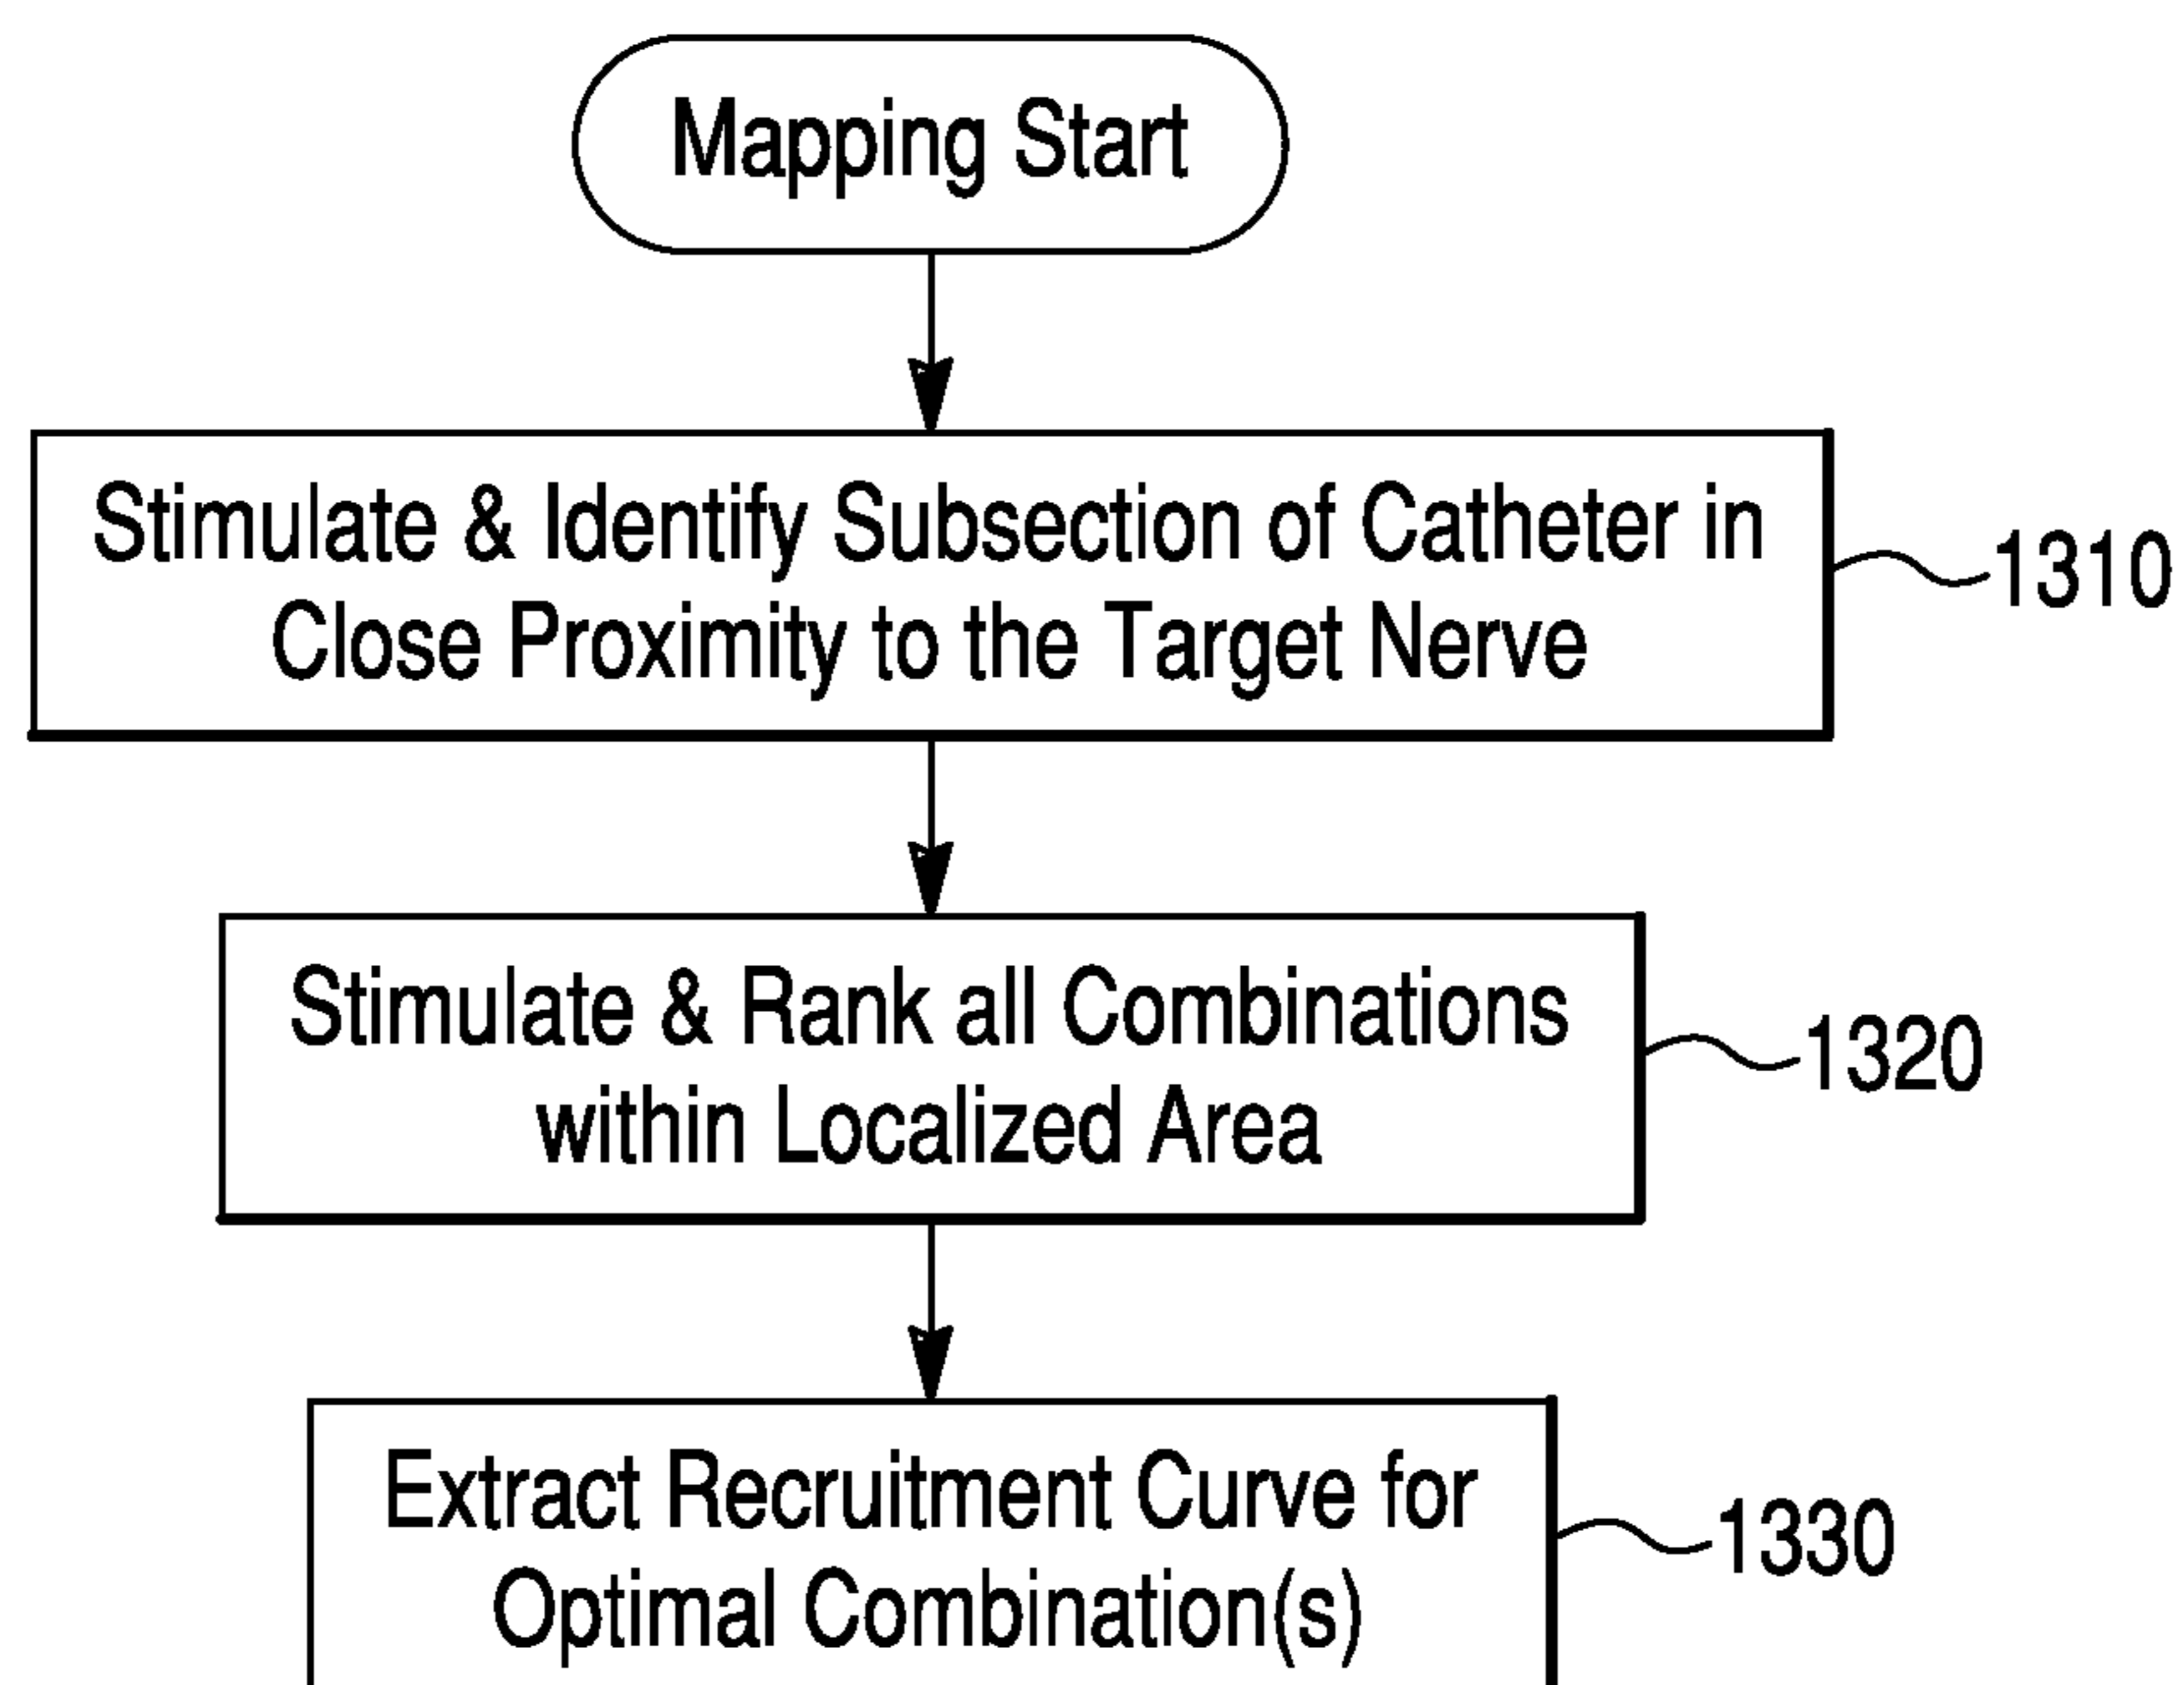 Mapping Start
Stimulate & Identify Subsection of Catheter in
Close Proximity to the Target Nerve
1310
Stimulate & Rank all Combinations
within Localized Area
1320
Extract Recruitment Curve for
Optimal Combination(s)
1330